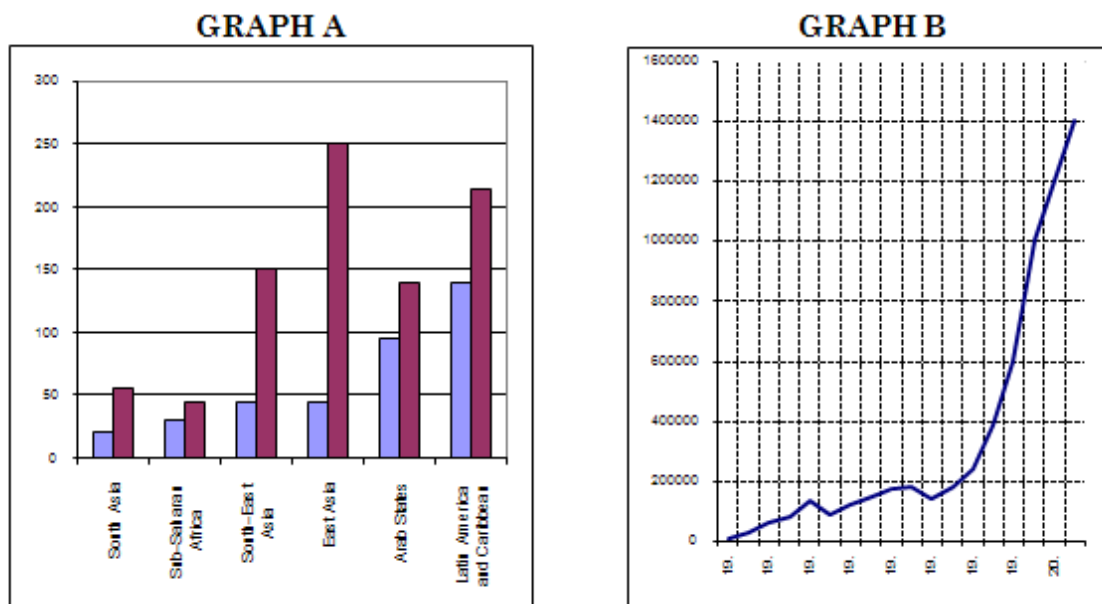 GRAPH A
300
250
200
150
100
50
0
South Asia
Sub-Saharan
Africa
South-East
Asia
East Asia
Arab States
Latin America
and Caribbean
GRAPH B
1600000
1400000
1200000
1000000
800000
600000
400000
200000
0
19.
19.
19.
19.
19.
19.
19.
19.
20.